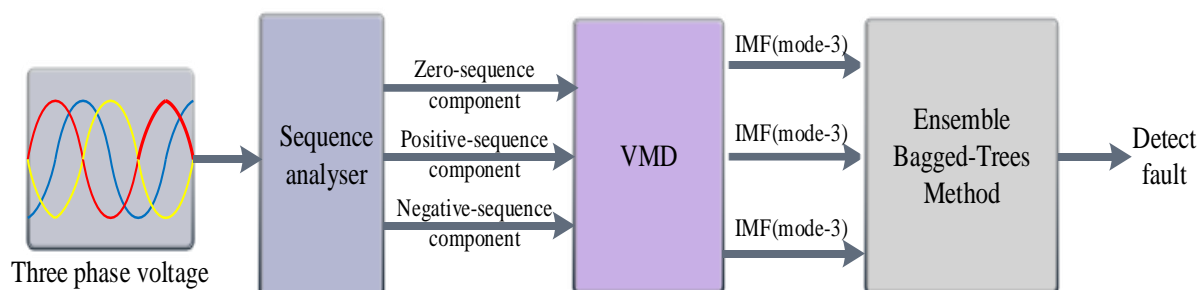 Three phase voltage
Sequence
analyser
Zero-sequence
component
Positive-sequence
component
Negative-sequence
component
VMD
IMF(mode-3)
IMF(mode-3)
IMF(mode-3)
Ensemble
Bagged-Trees
Method
Detect
fault